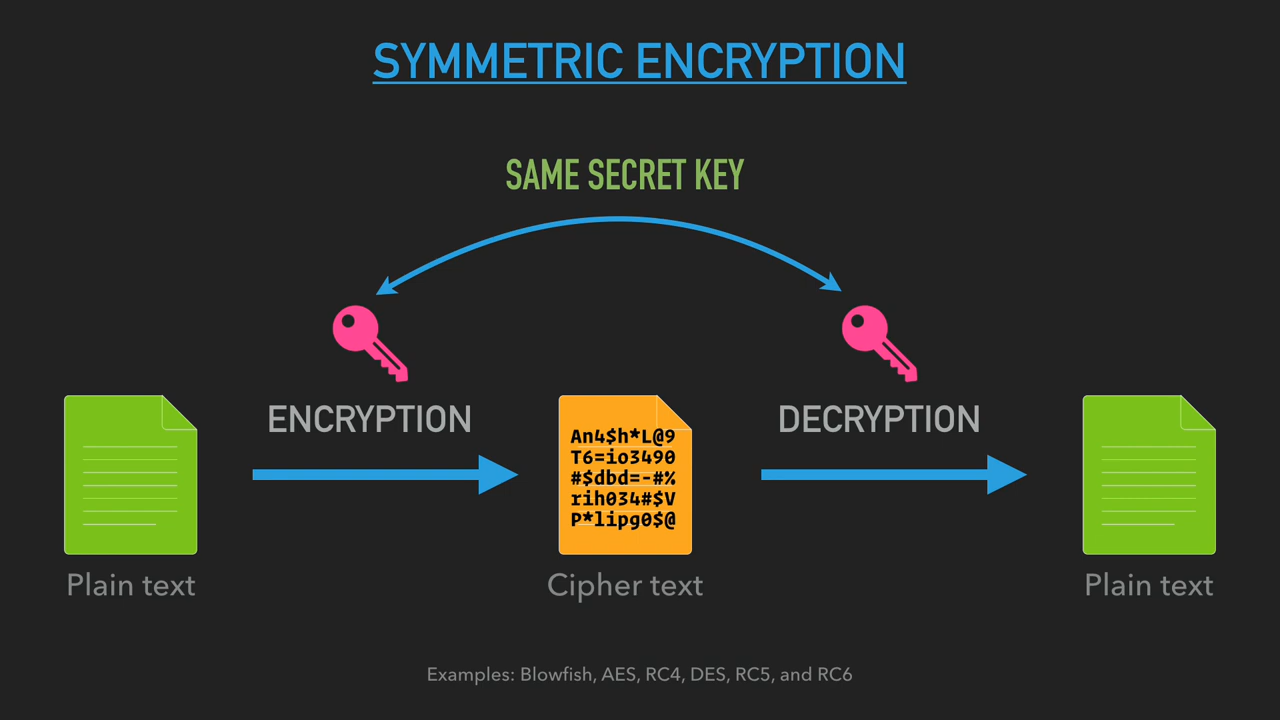 SYMMETRIC ENCRYPTION
SAME SECRET KEY
ENCRYPTION
DECRYPTION
An4$h*L@9
T6=io3490
#$dbd=-#%
rih034#$V
P*lipg0$@
Plain text
Cipher text
Plain text
Examples: Blowfish, AES, RC4, DES, RC5, and RC6